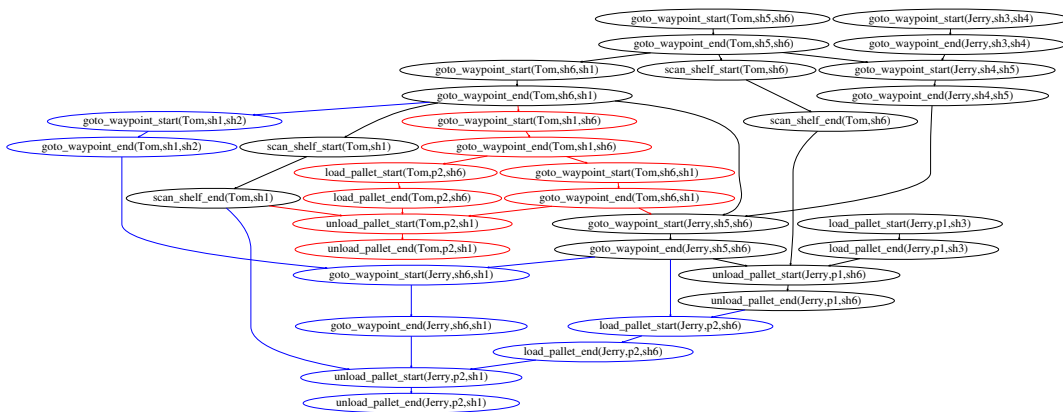 goto_waypoint_start(Tom,sh5,sh6)
goto_waypoint_start(Jerry,sh3,sh4)
goto_waypoint_end(Tom,sh5,sh6)
goto_waypoint_end(Jerry,sh3,sh4)
goto_waypoint_start(Tom,sh6,sh1)
scan_shelf_start(Tom,sh6)
goto_waypoint_start(Jerry,sh4,sh5)
goto_waypoint_end(Tom,sh6,sh1)
goto_waypoint_end(Jerry,sh4,sh5)
goto_waypoint_start(Tom,sh1,sh2)
goto_waypoint_start(Tom,sh1,sh6)
scan_shelf_end(Tom,sh6)
goto_waypoint_end(Tom,sh1,sh2)
scan_shelf_start(Tom,sh1)
goto_waypoint_end(Tom,sh1,sh6)
load_pallet_start(Tom,p2,sh6)
goto_waypoint_start(Tom,sh6,sh1)
scan_shelf_end(Tom,sh1)
load_pallet_end(Tom,p2,sh6)
goto_waypoint_end(Tom,sh6,sh1)
unload_pallet_start(Tom,p2,sh1)
goto_waypoint_start(Jerry,sh5,sh6)
load_pallet_start(Jerry,p1,sh3)
unload_pallet_end(Tom,p2,sh1)
goto_waypoint_end(Jerry,sh5,sh6)
load_pallet_end(Jerry,p1,sh3)
goto_waypoint_start(Jerry,sh6,sh1)
unload_pallet_start(Jerry,p1,sh6)
unload_pallet_end(Jerry,p1,sh6)
goto_waypoint_end(Jerry,sh6,sh1)
load_pallet_start(Jerry,p2,sh6)
load_pallet_end(Jerry,p2,sh6)
unload_pallet_start(Jerry,p2,sh1)
unload_pallet_end(Jerry,p2,sh1)